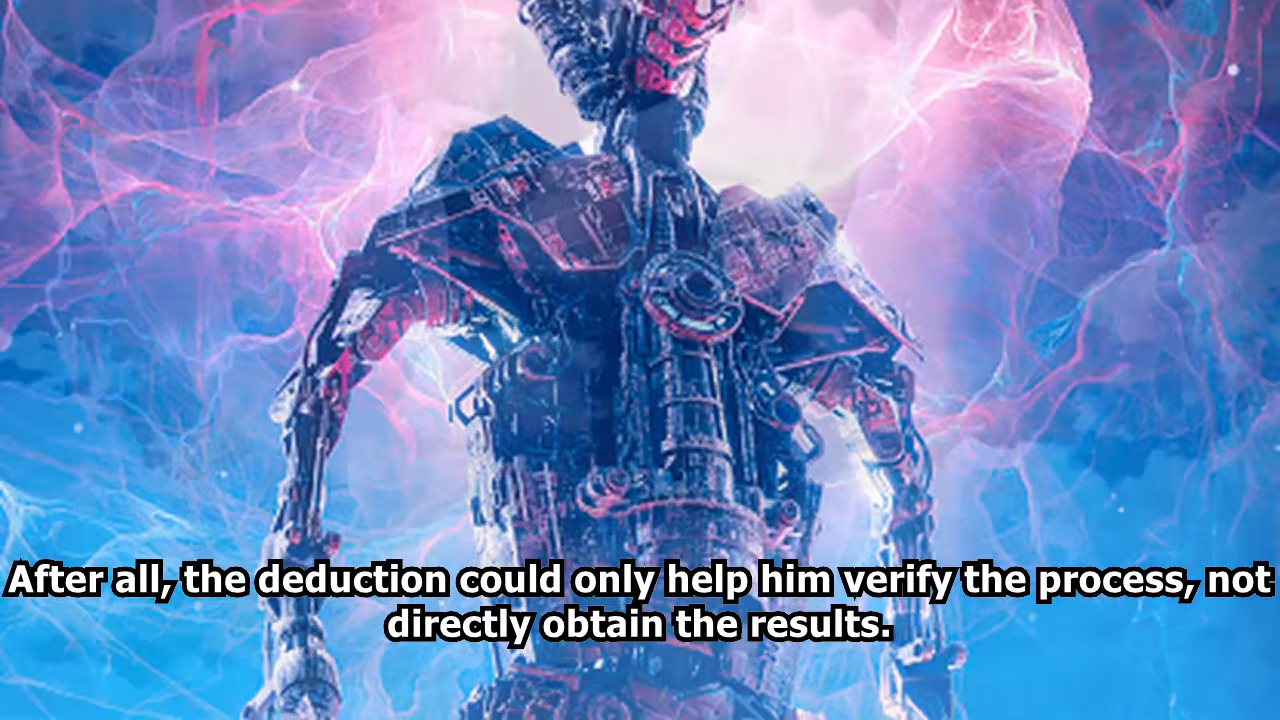 After all, the deduction could only help him verify the process, not
directly obtain the results.